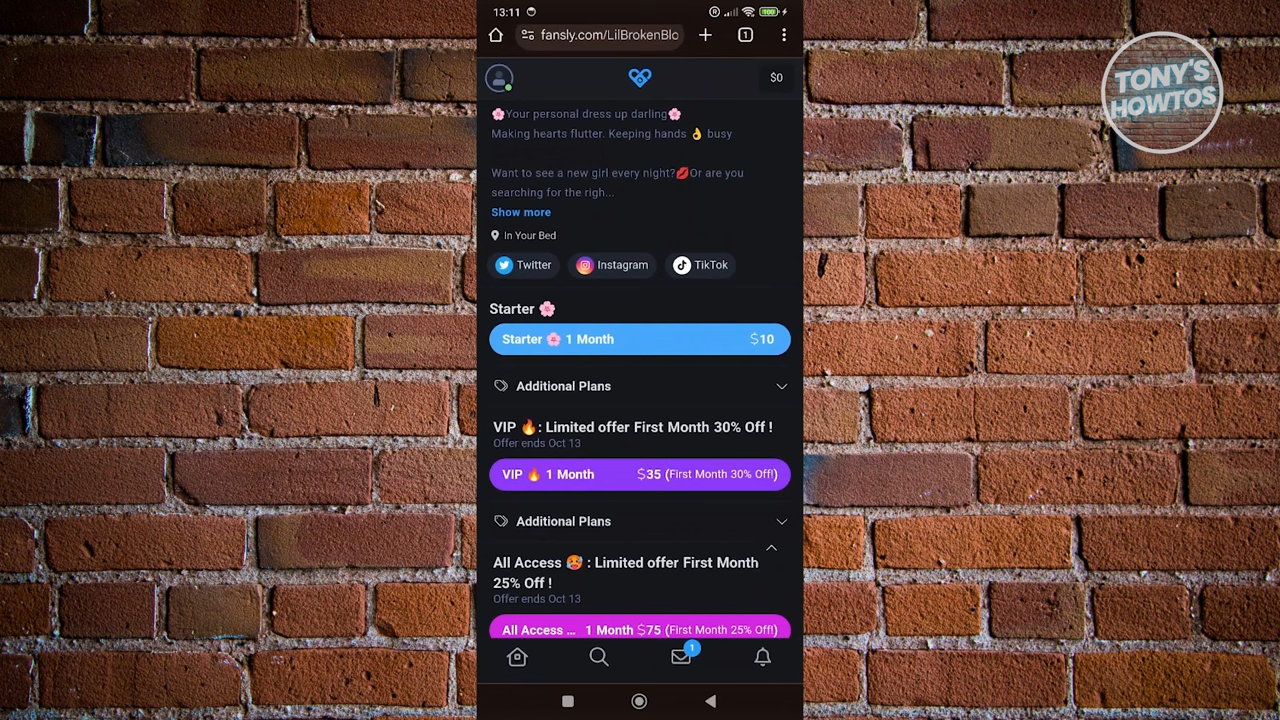 13:11
100
fansly.com/LilBrokenBlo
1
TONY'S
HOWTOS
$0
🌸Your personal dress up darling🌸
Making hearts flutter. Keeping hands 👌 busy
Want to see a new girl every night?💋Or are you
searching for the righ...
Show more
In Your Bed
Twitter
Instagram
TikTok
Starter 🌸
Starter 🌸 1 Month $10
Additional Plans
VIP 🔥: Limited offer First Month 30% Off !
Offer ends Oct 13
VIP 🔥 1 Month $35 (First Month 30% Off!)
Additional Plans
All Access 🥵 : Limited offer First Month
25% Off !
Offer ends Oct 13
All Access ... 1 Month $75 (First Month 25% Off!)
1